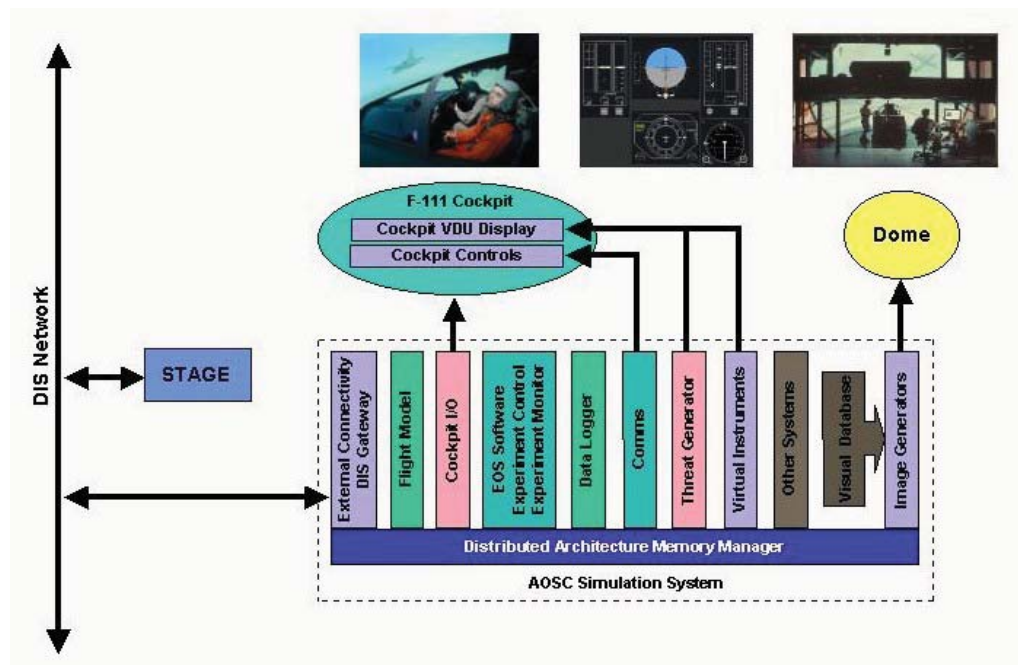 F-111 Cockpit
Cockpit VDU Display
Cockpit Controls
Dome
DIS Network
STAGE
External Connectivity
DIS Gateway
Flight Model
Cockpit I/O
EOS Software
Experiment Control
Experiment Monitor
Data Logger
Comms
Threat Generator
Virtual Instruments
Other Systems
Visual Database
Image Generators
Distributed Architecture Memory Manager
AOSC Simulation System